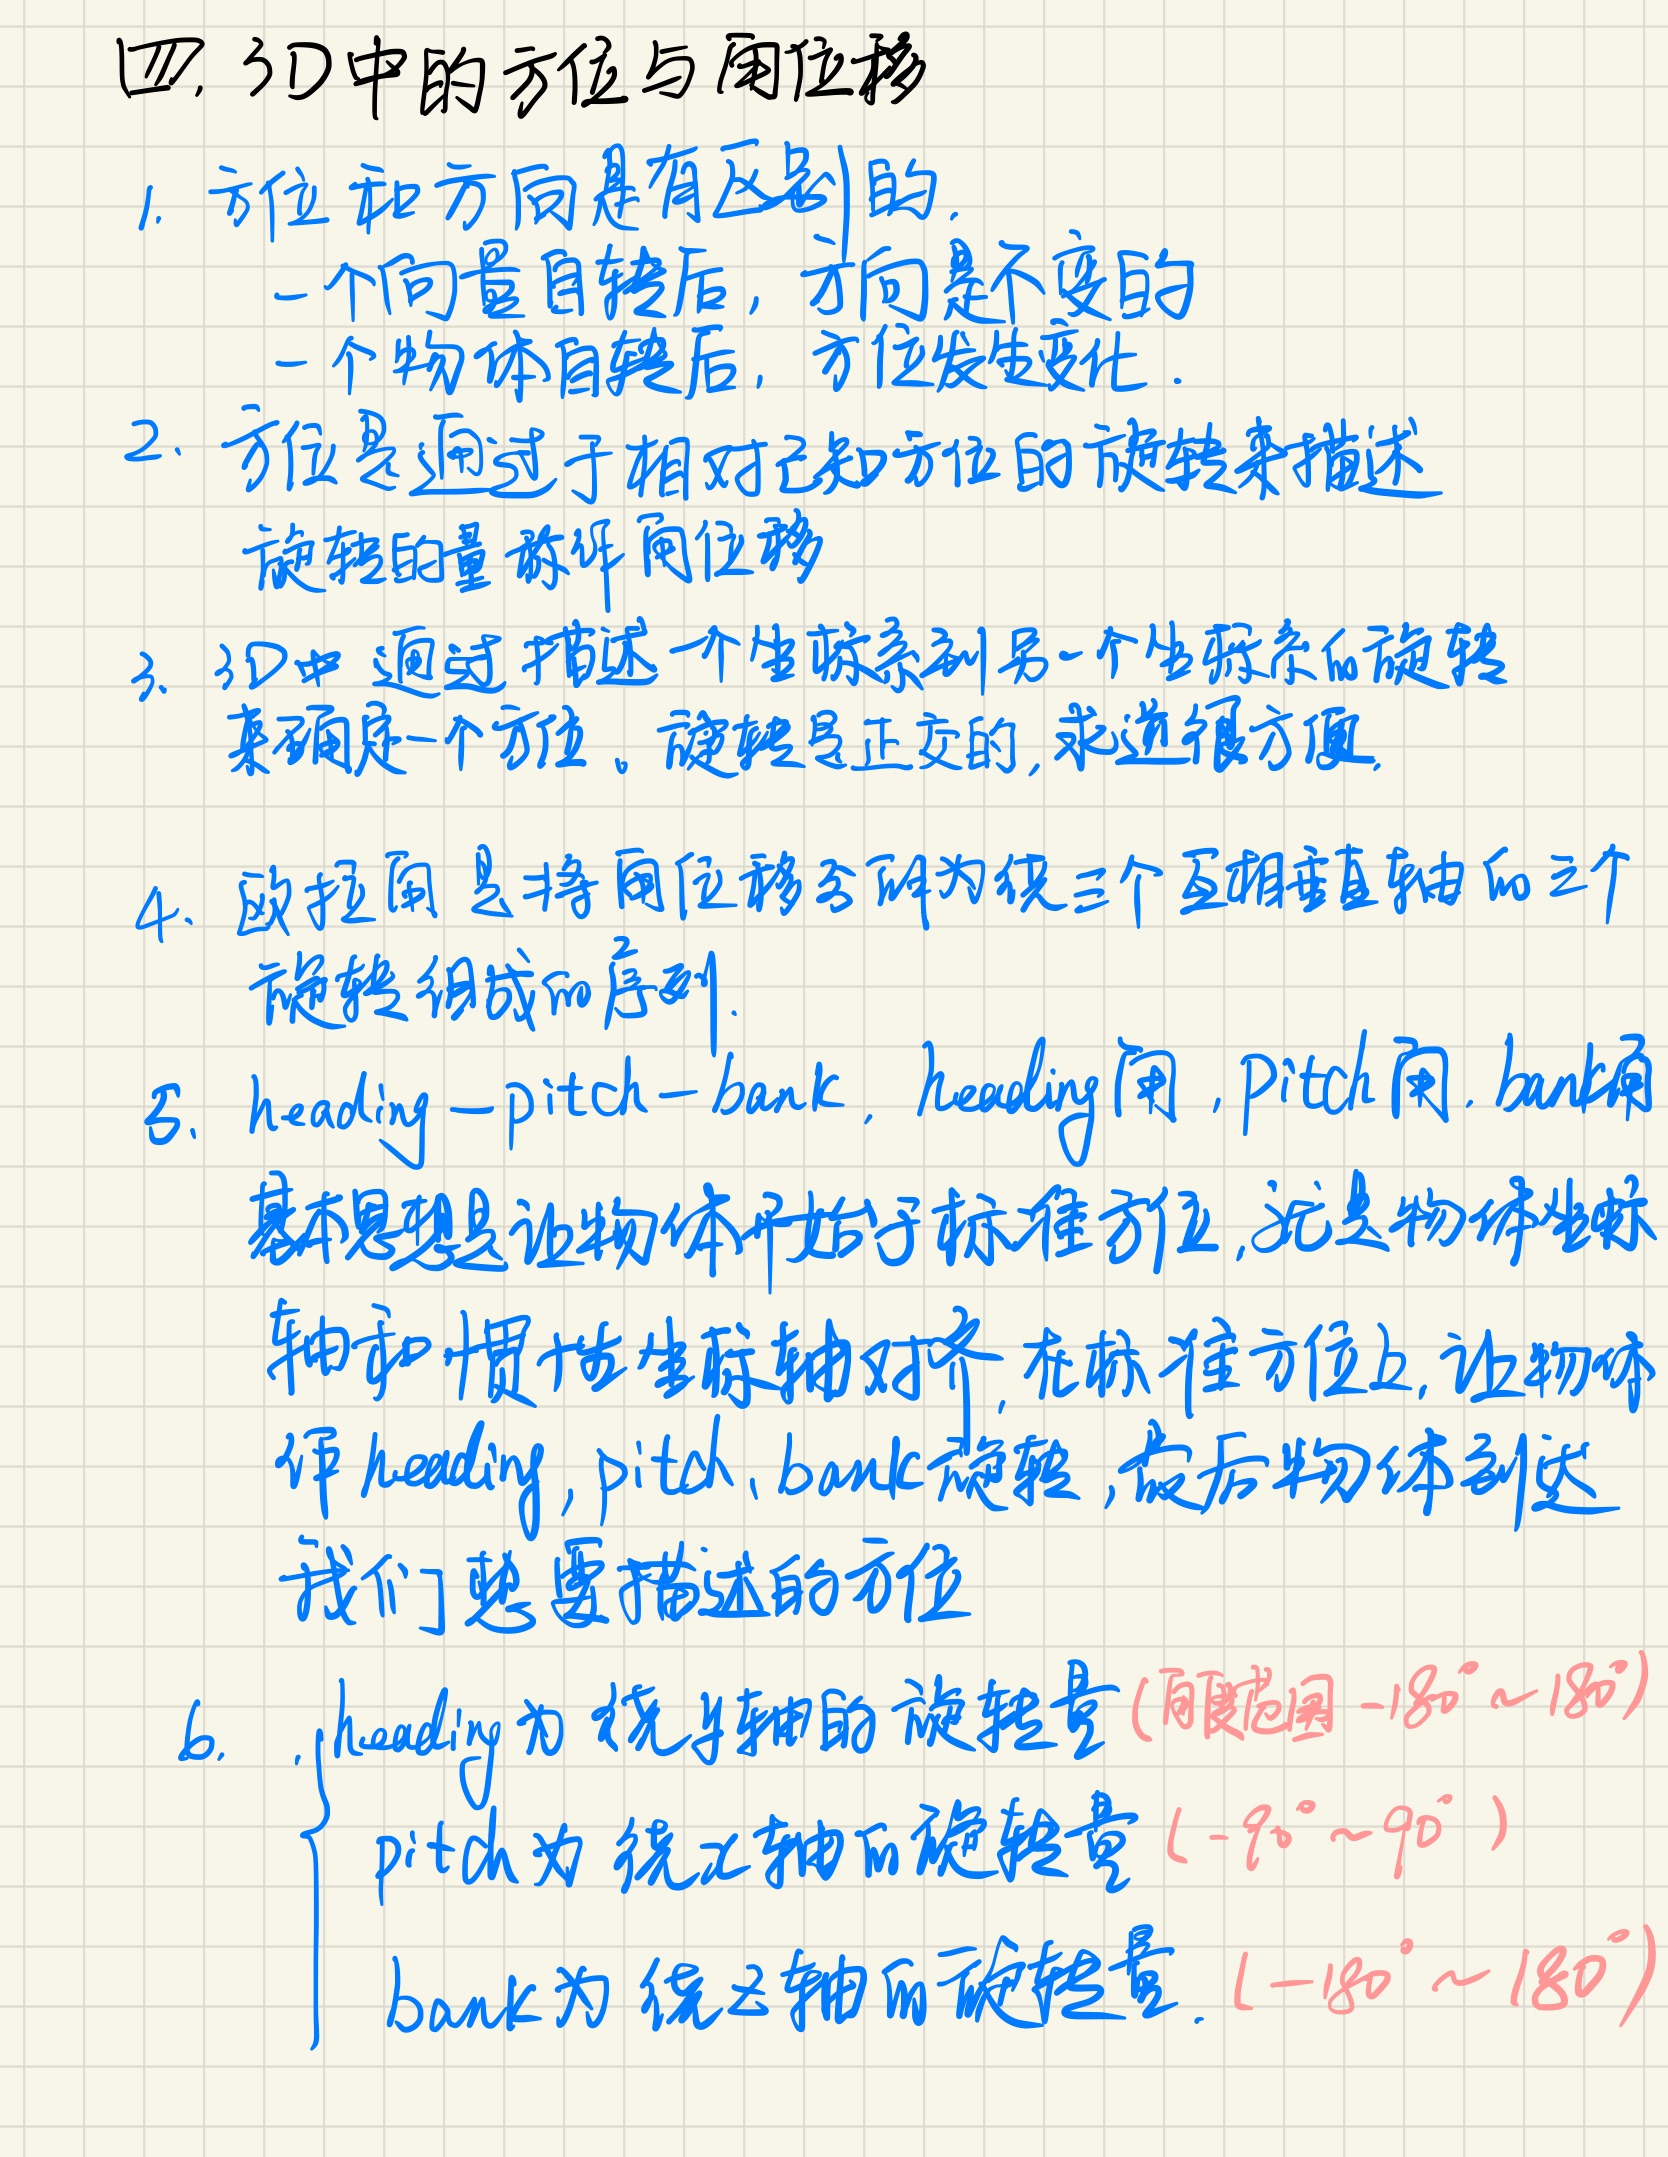 四. 3D中的方位与角位移
1. 方位和方向是有区别的.
一个向量自转后, 方向是不变的
一个物体自转后, 方位发生变化.
2. 方位是通过于相对已知方位的旋转来描述
旋转的量称作角位移
3. 3D中通过描述一个坐标系到另一个坐标系的旋转
来确定一个方位。旋转是正交的, 求逆很方便.
4. 欧拉角是将角位移分解为绕三个互相垂直轴的三个
旋转组成的序列.
5. heading-pitch-bank. heading角, pitch角. bank角
基本思想是让物体开始于标准方位, 就是物体坐标
轴和惯性坐标轴对齐, 在标准方位上, 让物体
作heading, pitch、bank旋转, 最后物体到达
我们想要描述的方位
6. heading为绕y轴的旋转量 (角度范围 -180°~180°)
pitch为绕x轴的旋转量 (-90°~90°)
bank为绕z轴的旋转量. (-180°~180°)